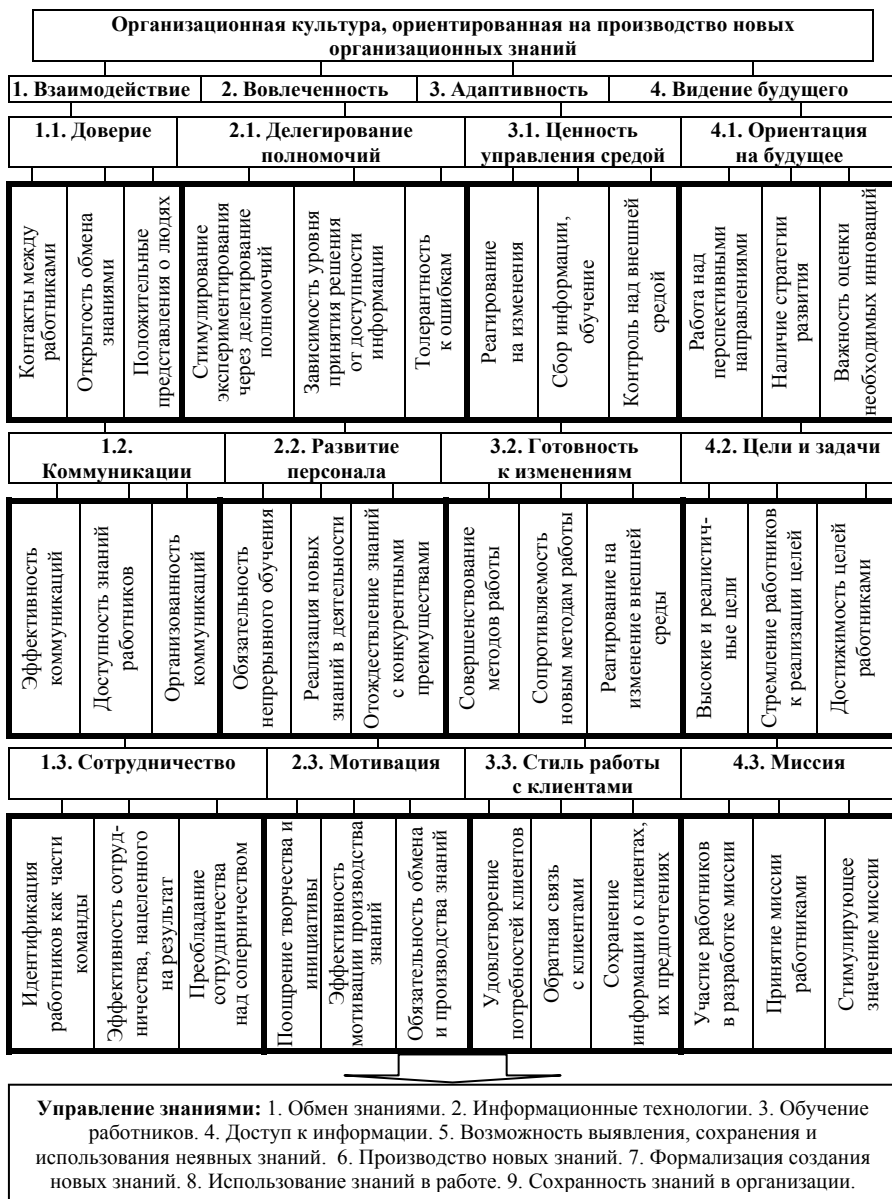 Организационная культура, ориентированная на производство новых
организационных знаний
1. Взаимодействие
2. Вовлеченность
3. Адаптивность
4. Видение будущего
1.1. Доверие
2.1. Делегирование
полномочий
3.1. Ценность
управления средой
4.1. Ориентация
на будущее
Контакты между
работниками
Открытость обмена
знаниями
Положительные
представления о людях
Стимулирование
экспериментирования
через делегирование
полномочий
Зависимость уровня
принятия решения
от доступности
информации
Толерантность
к ошибкам
Реагирование
на изменения
Сбор информации,
обучение
Контроль над внешней
средой
Работа над
перспективными
направлениями
Наличие стратегии
развития
Важность оценки
необходимых инноваций
1.2.
Коммуникации
2.2. Развитие
персонала
3.2. Готовность
к изменениям
4.2. Цели и задачи
Эффективность
коммуникаций
Доступность знаний
работников
Организованность
коммуникаций
Обязательность
непрерывного обучения
Реализация новых
знаний в деятельности
Отождествление знаний
с конкурентными
преимуществами
Совершенствование
методов работы
Сопротивляемость
новым методам работы
Реагирование на
изменение внешней
среды
Высокие и реалистич-
ные цели
Стремление работников
к реализации целей
Достижимость целей
работниками
1.3. Сотрудничество
2.3. Мотивация
3.3. Стиль работы
с клиентами
4.3. Миссия
Идентификация
работников как части
команды
Эффективность сотруд-
ничества, нацеленного
на результат
Преобладание
сотрудничества
над соперничеством
Поощрение творчества и
инициативы
Эффективность
мотивации производства
знаний
Обязательность обмена
и производства знаний
Удовлетворение
потребностей клиентов
Обратная связь
с клиентами
Сохранение
информации о клиентах,
их предпочтениях
Участие работников
в разработке миссии
Принятие миссии
работниками
Стимулирующее
значение миссии
Управление знаниями: 1. Обмен знаниями. 2. Информационные технологии. 3. Обучение
работников. 4. Доступ к информации. 5. Возможность выявления, сохранения и
использования неявных знаний. 6. Производство новых знаний. 7. Формализация создания
новых знаний. 8. Использование знаний в работе. 9. Сохранность знаний в организации.